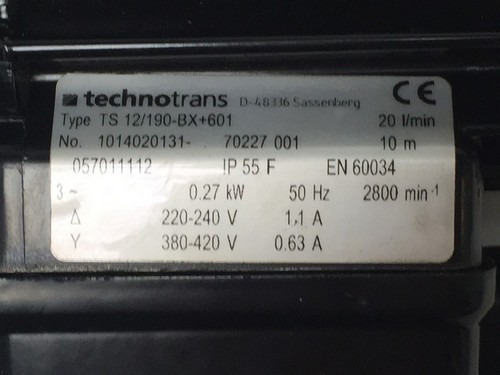 technotrans D-48336 Sassenberg CE
Type TS 12/190-BX+601 20 l/min
No. 1014020131- 70227 001 10 m
057011112 IP 55 F EN 60034
3 ~ 0.27 kW 50 Hz 2800 min⁻¹
Δ 220-240 V 1,1 A
Y 380-420 V 0.63 A